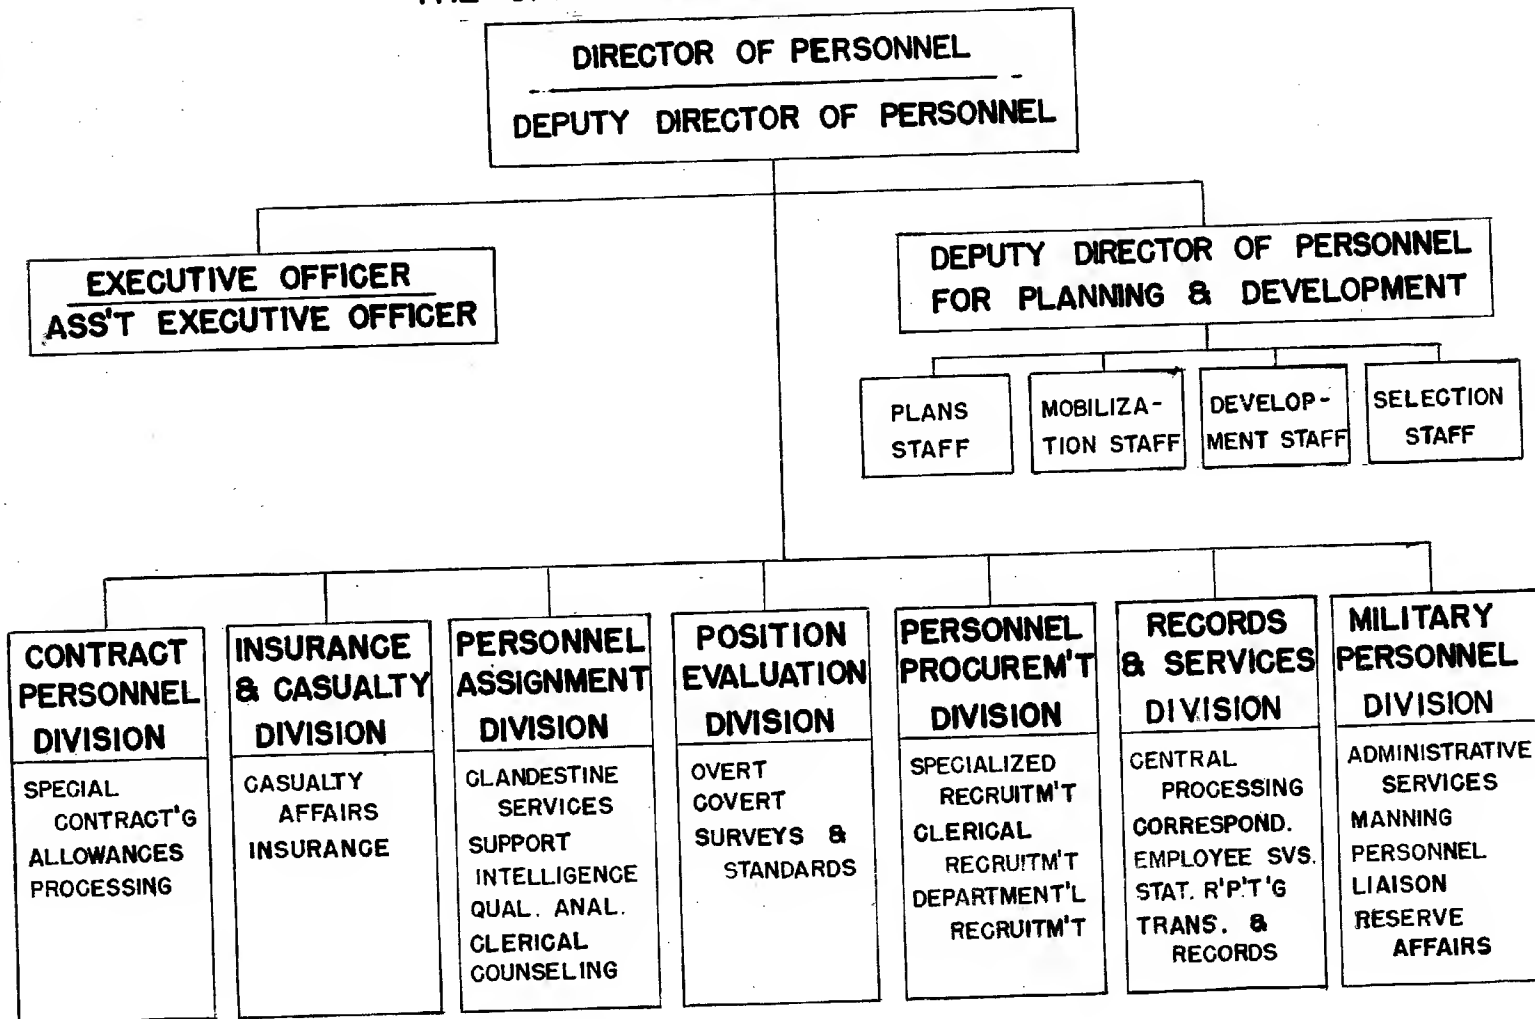 THE
DIRECTOR OF PERSONNEL
DEPUTY DIRECTOR OF PERSONNEL
EXECUTIVE OFFICER
ASS'T EXECUTIVE OFFICER
DEPUTY DIRECTOR OF PERSONNEL
FOR PLANNING & DEVELOPMENT
PLANS
STAFF
MOBILIZA-
TION STAFF
DEVELOP-
MENT STAFF
SELECTION
STAFF
CONTRACT
PERSONNEL
DIVISION
SPECIAL
CONTRACT'G
ALLOWANCES
PROCESSING
INSURANCE
& CASUALTY
DIVISION
CASUALTY
AFFAIRS
INSURANCE
PERSONNEL
ASSIGNMENT
DIVISION
CLANDESTINE
SERVICES
SUPPORT
INTELLIGENCE
QUAL. ANAL.
CLERICAL
COUNSELING
POSITION
EVALUATION
DIVISION
OVERT
COVERT
SURVEYS &
STANDARDS
PERSONNEL
PROCUREM'T
DIVISION
SPECIALIZED
RECRUITM'T
CLERICAL
RECRUITM'T
DEPARTMENT'L
RECRUITM'T
RECORDS
& SERVICES
DIVISION
CENTRAL
PROCESSING
CORRESPOND.
EMPLOYEE SVS.
STAT. R'P'T'G
TRANS. &
RECORDS
MILITARY
PERSONNEL
DIVISION
ADMINISTRATIVE
SERVICES
MANNING
PERSONNEL
LIAISON
RESERVE
AFFAIRS